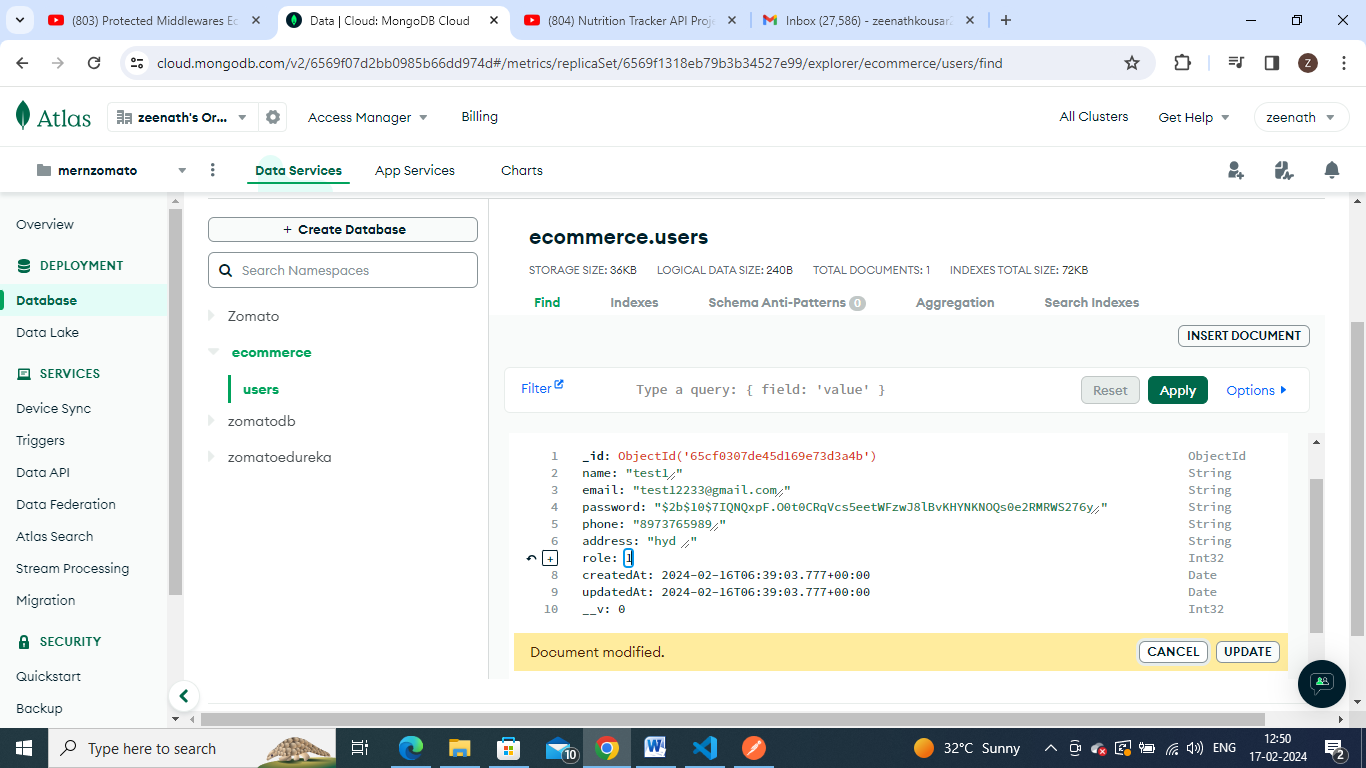 (803) Protected Middlewares Ec
Data | Cloud: MongoDB Cloud
(804) Nutrition Tracker API Proj
Inbox (27,586) - zeenathkousar2
cloud.mongodb.com/v2/6569f07d2bb0985b66dd974d#/metrics/replicaSet/6569f1318eb79b3b34527e99/explorer/ecommerce/users/find
Z
Atlas
zeenath's Or...
Access Manager
Billing
All Clusters
Get Help
zeenath
mernzomato
Data Services
App Services
Charts
Overview
DEPLOYMENT
Database
Data Lake
SERVICES
Device Sync
Triggers
Data API
Data Federation
Atlas Search
Stream Processing
Migration
SECURITY
Quickstart
Backup
+ Create Database
Search Namespaces
Zomato
ecommerce
users
zomatodb
zomatoedureka
ecommerce.users
STORAGE SIZE: 36KB LOGICAL DATA SIZE: 240B TOTAL DOCUMENTS: 1 INDEXES TOTAL SIZE: 72KB
Find Indexes Schema Anti-Patterns 0 Aggregation Search Indexes
INSERT DOCUMENT
Filter Type a query: { field: 'value' } Reset Apply Options
1 _id: ObjectId('65cf0307de45d169e73d3a4b') ObjectId
2 name: "test1" String
3 email: "test12233@gmail.com" String
4 password: "$2b$10$7IQNQxpF.O0t0CRqVcs5eetWFzwJ8lBvKHYNKNOQs0e2RMRWS276y" String
5 phone: "8973765989" String
6 address: "hyd " String
+ role: 1 Int32
8 createdAt: 2024-02-16T06:39:03.777+00:00 Date
9 updatedAt: 2024-02-16T06:39:03.777+00:00 Date
10 __v: 0 Int32
Document modified. CANCEL UPDATE
Type here to search
10
W
32°C Sunny
ENG
12:50
17-02-2024
2